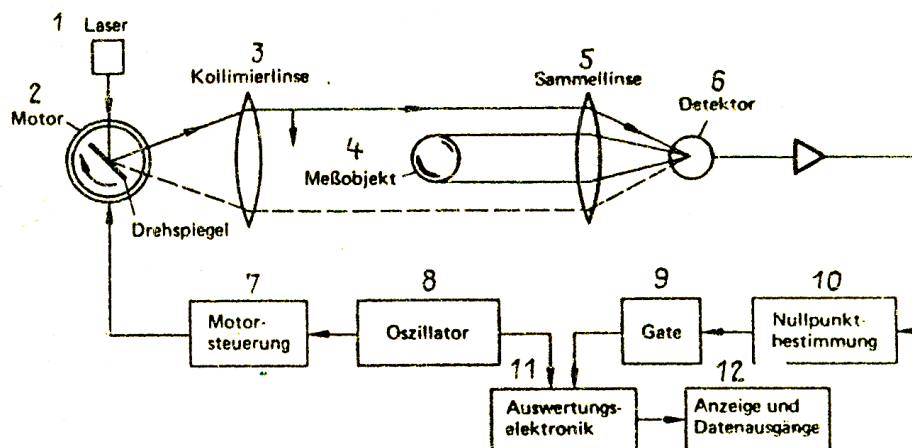 1 Laser
2
Motor
3
Kollimierlinse
4
Meßobjekt
5
Sammellinse
6
Detektor
Drehspiegel
7
Motor-
steuerung
8
Oszillator
9
Gate
10
Nullpunkt-
bestimmung
11
Auswertungs-
elektronik
12
Anzeige und
Datenausgänge